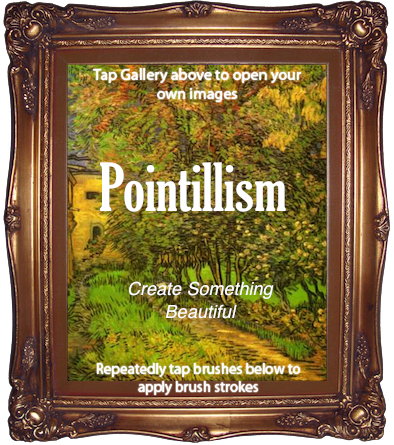 Tap Gallery above to open your
own images
Pointillism
Create Something
Beautiful
Repeatedly tap brushes below to
apply brush strokes